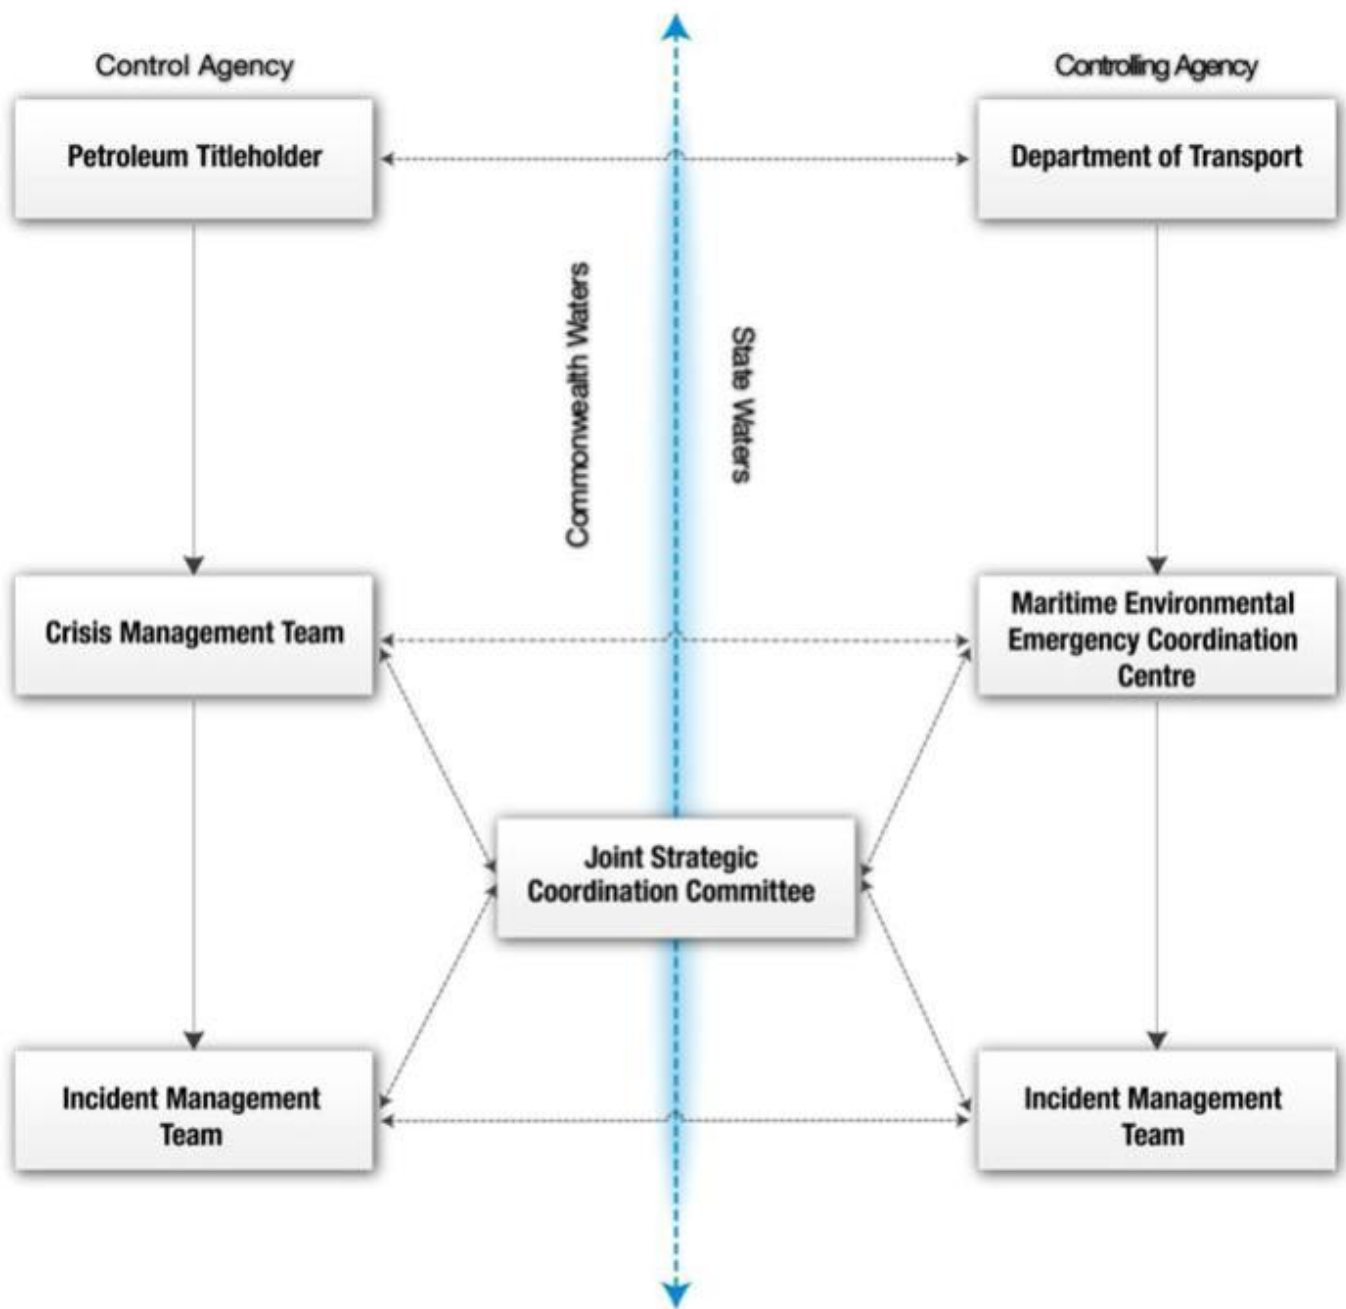 Control Agency
Controlling Agency
Petroleum Titleholder
Department of Transport
Commonwealth Waters
State Waters
Crisis Management Team
Maritime Environmental
Emergency Coordination
Centre
Joint Strategic
Coordination Committee
Incident Management
Team
Incident Management
Team